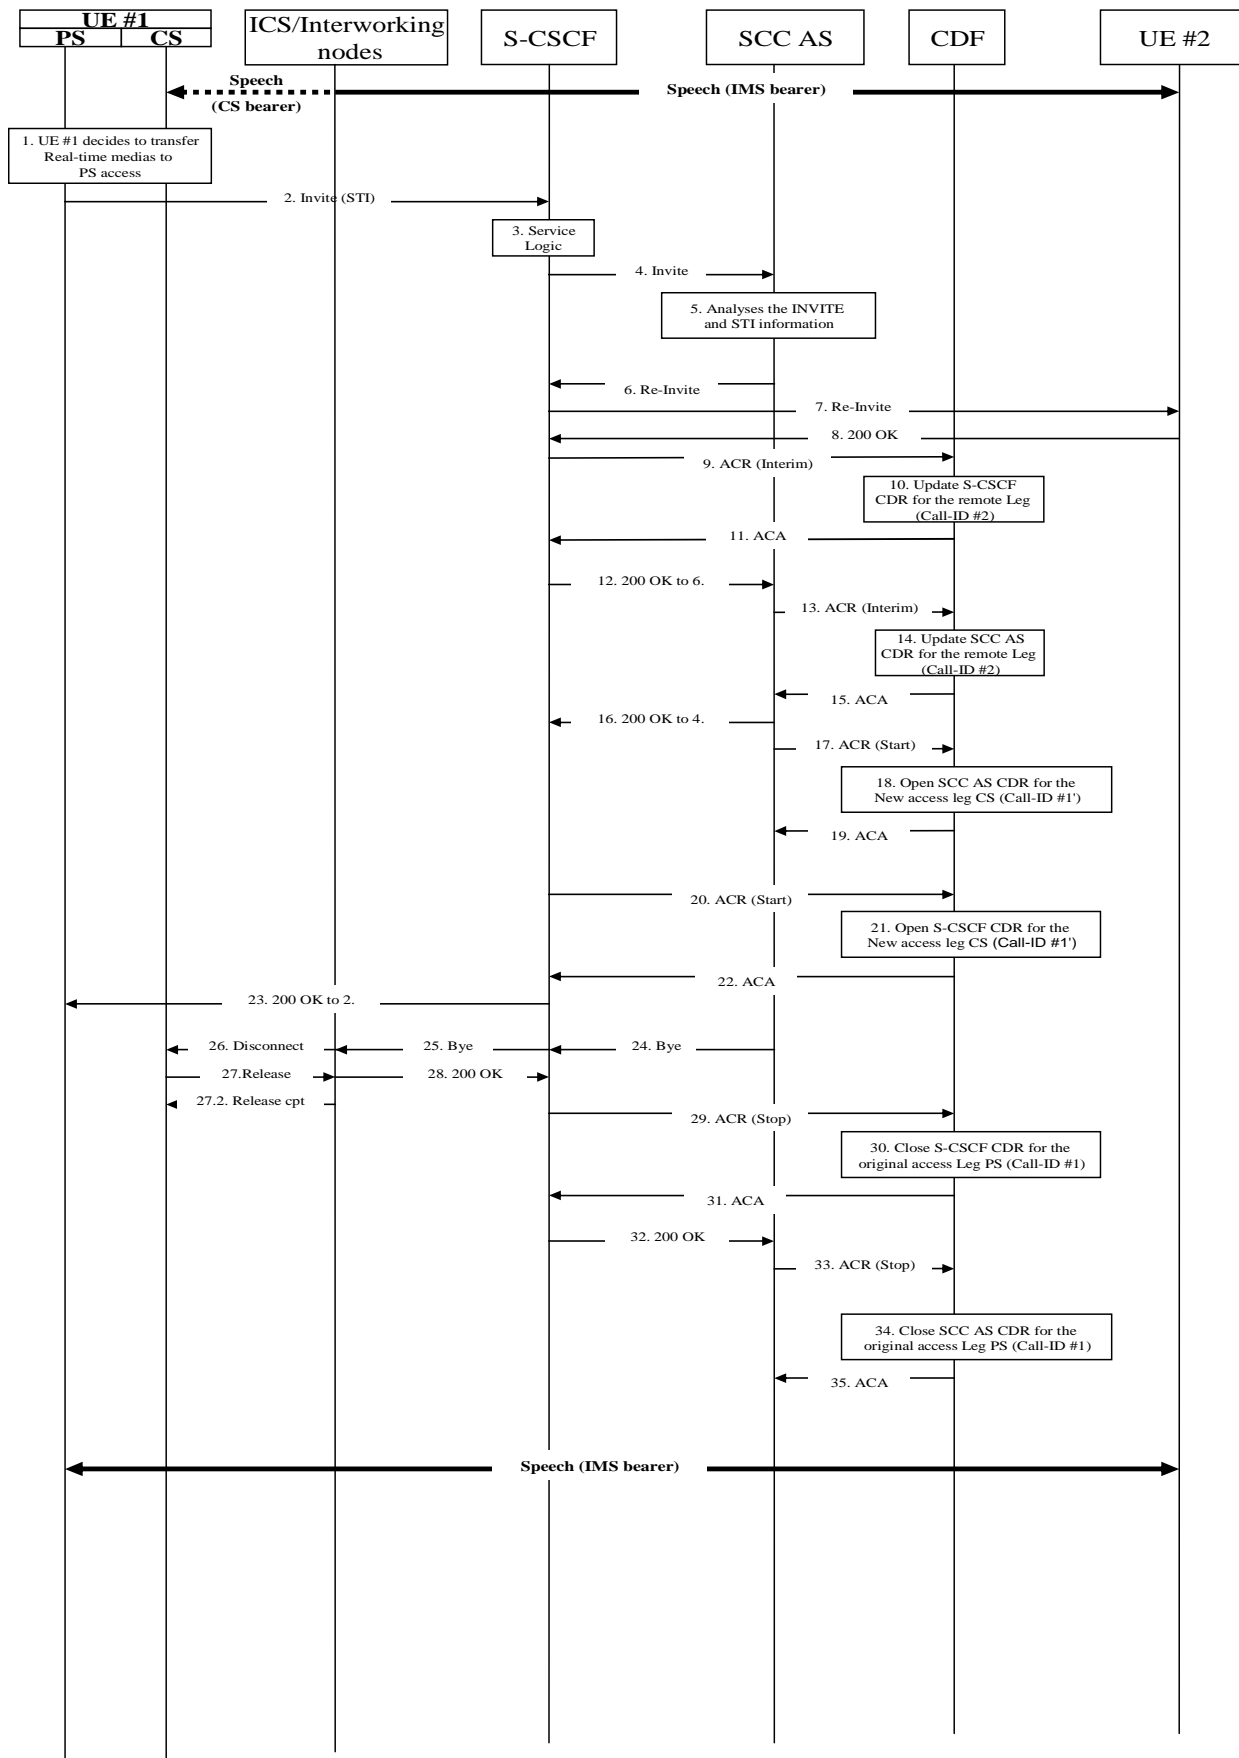 UE #1
PS CS
ICS/Interworking
nodes
S-CSCF
SCC AS
CDF
UE #2
Speech
(CS bearer)
Speech (IMS bearer)
1. UE #1 decides to transfer
Real-time medias to
PS access
2. Invite (STI)
3. Service
Logic
4. Invite
5. Analyses the INVITE
and STI information
6. Re-Invite
7. Re-Invite
8. 200 OK
9. ACR (Interim)
10. Update S-CSCF
CDR for the remote Leg
(Call-ID #2)
11. ACA
12. 200 OK to 6.
13. ACR (Interim)
14. Update SCC AS
CDR for the remote Leg
(Call-ID #2)
15. ACA
16. 200 OK to 4.
17. ACR (Start)
18. Open SCC AS CDR for the
New access leg CS (Call-ID #1')
19. ACA
20. ACR (Start)
21. Open S-CSCF CDR for the
New access leg CS (Call-ID #1')
22. ACA
23. 200 OK to 2.
26. Disconnect
25. Bye
24. Bye
27.Release
28. 200 OK
27.2. Release cpt
29. ACR (Stop)
30. Close S-CSCF CDR for the
original access Leg PS (Call-ID #1)
31. ACA
32. 200 OK
33. ACR (Stop)
34. Close SCC AS CDR for the
original access Leg PS (Call-ID #1)
35. ACA
Speech (IMS bearer)